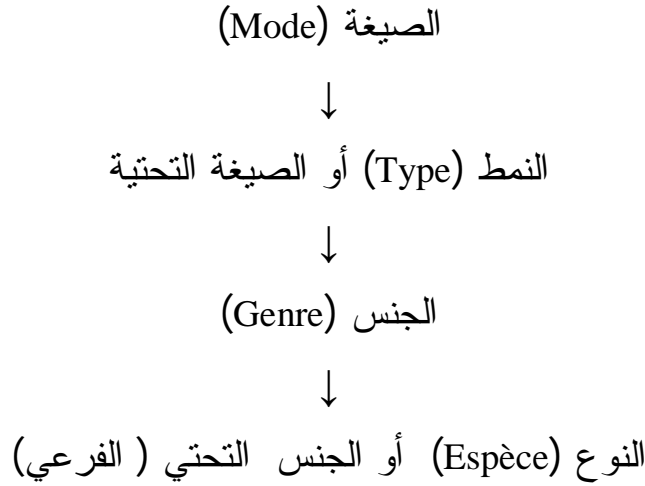 الصيغة (Mode)
↓
النمط (Type) أو الصيغة التحتية
↓
الجنس (Genre)
↓
النوع (Espèce) أو الجنس التحتي ( الفرعي)